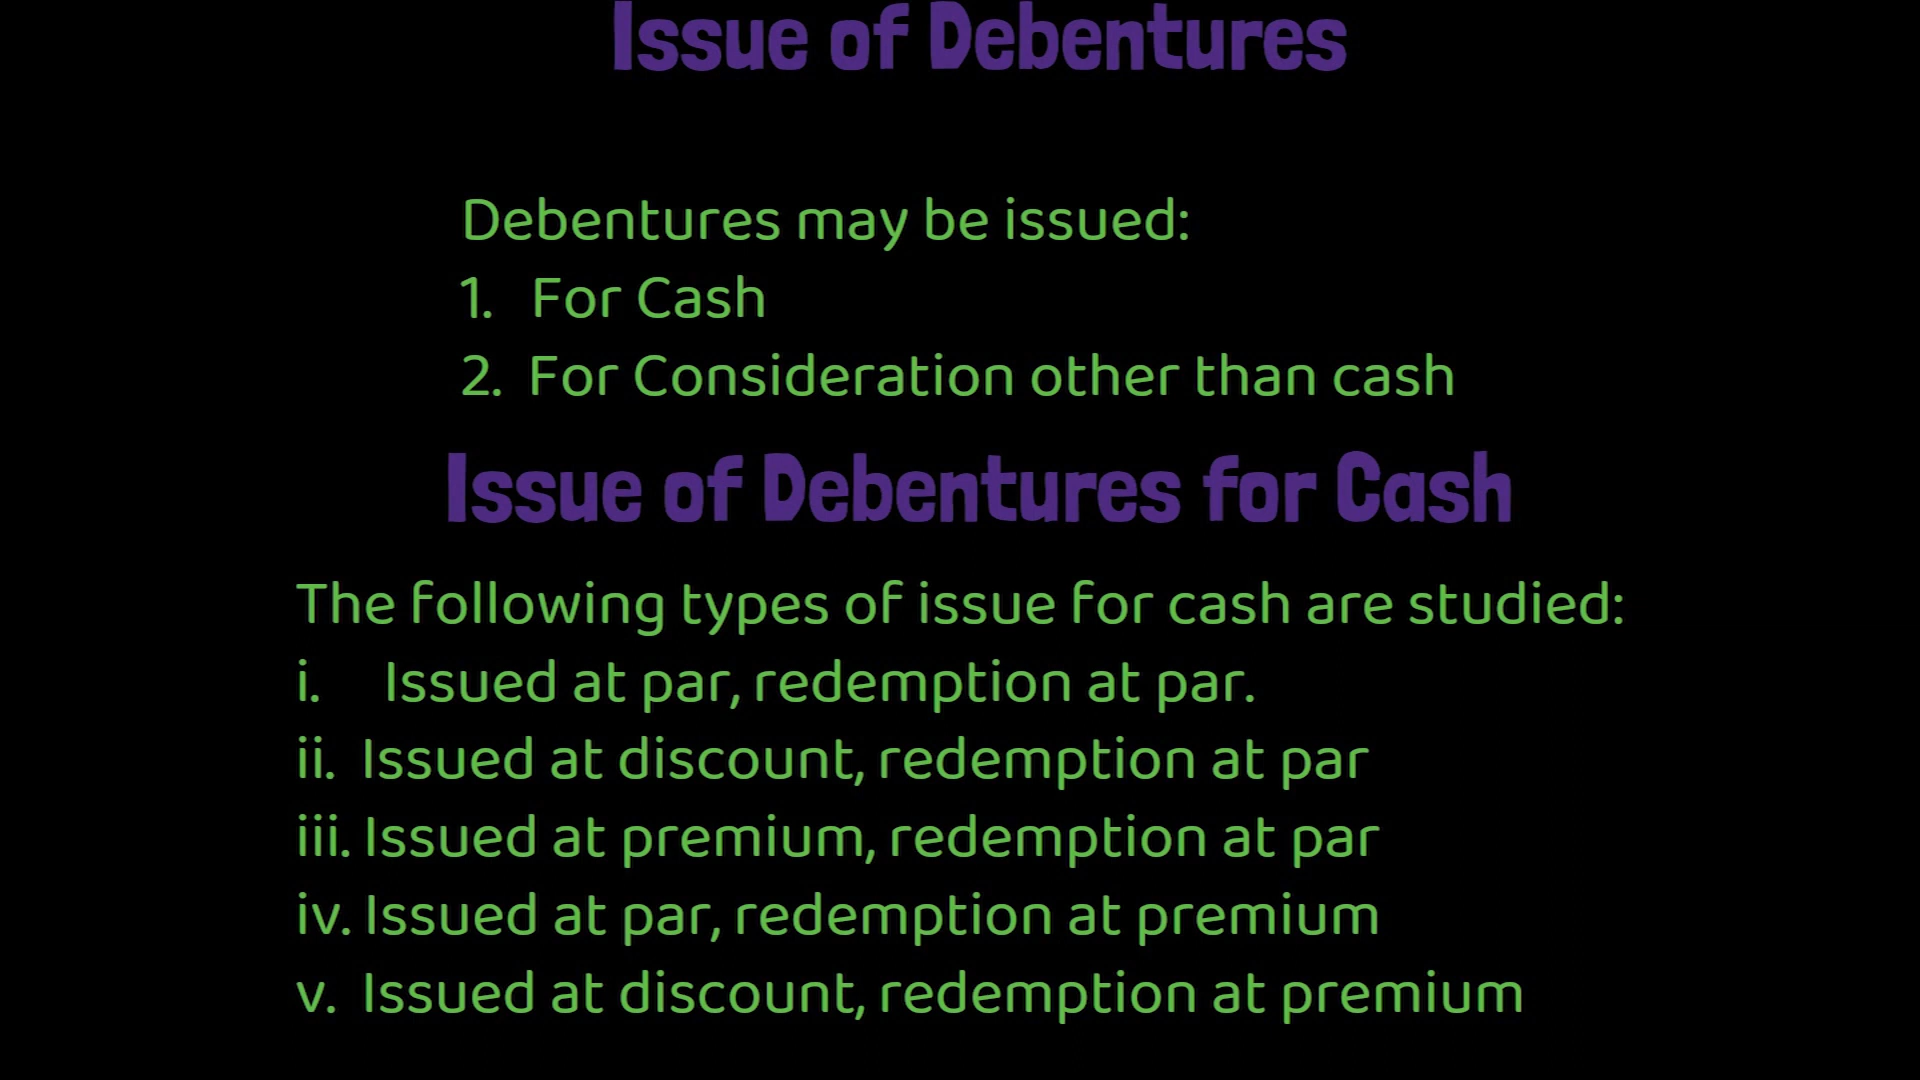 Issue of Debentures
Debentures may be issued:
1. For Cash
2. For Consideration other than cash
Issue of Debentures for Cash
The following types of issue for cash are studied:
i. Issued at par, redemption at par.
ii. Issued at discount, redemption at par
iii. Issued at premium, redemption at par
iv. Issued at par, redemption at premium
v. Issued at discount, redemption at premium